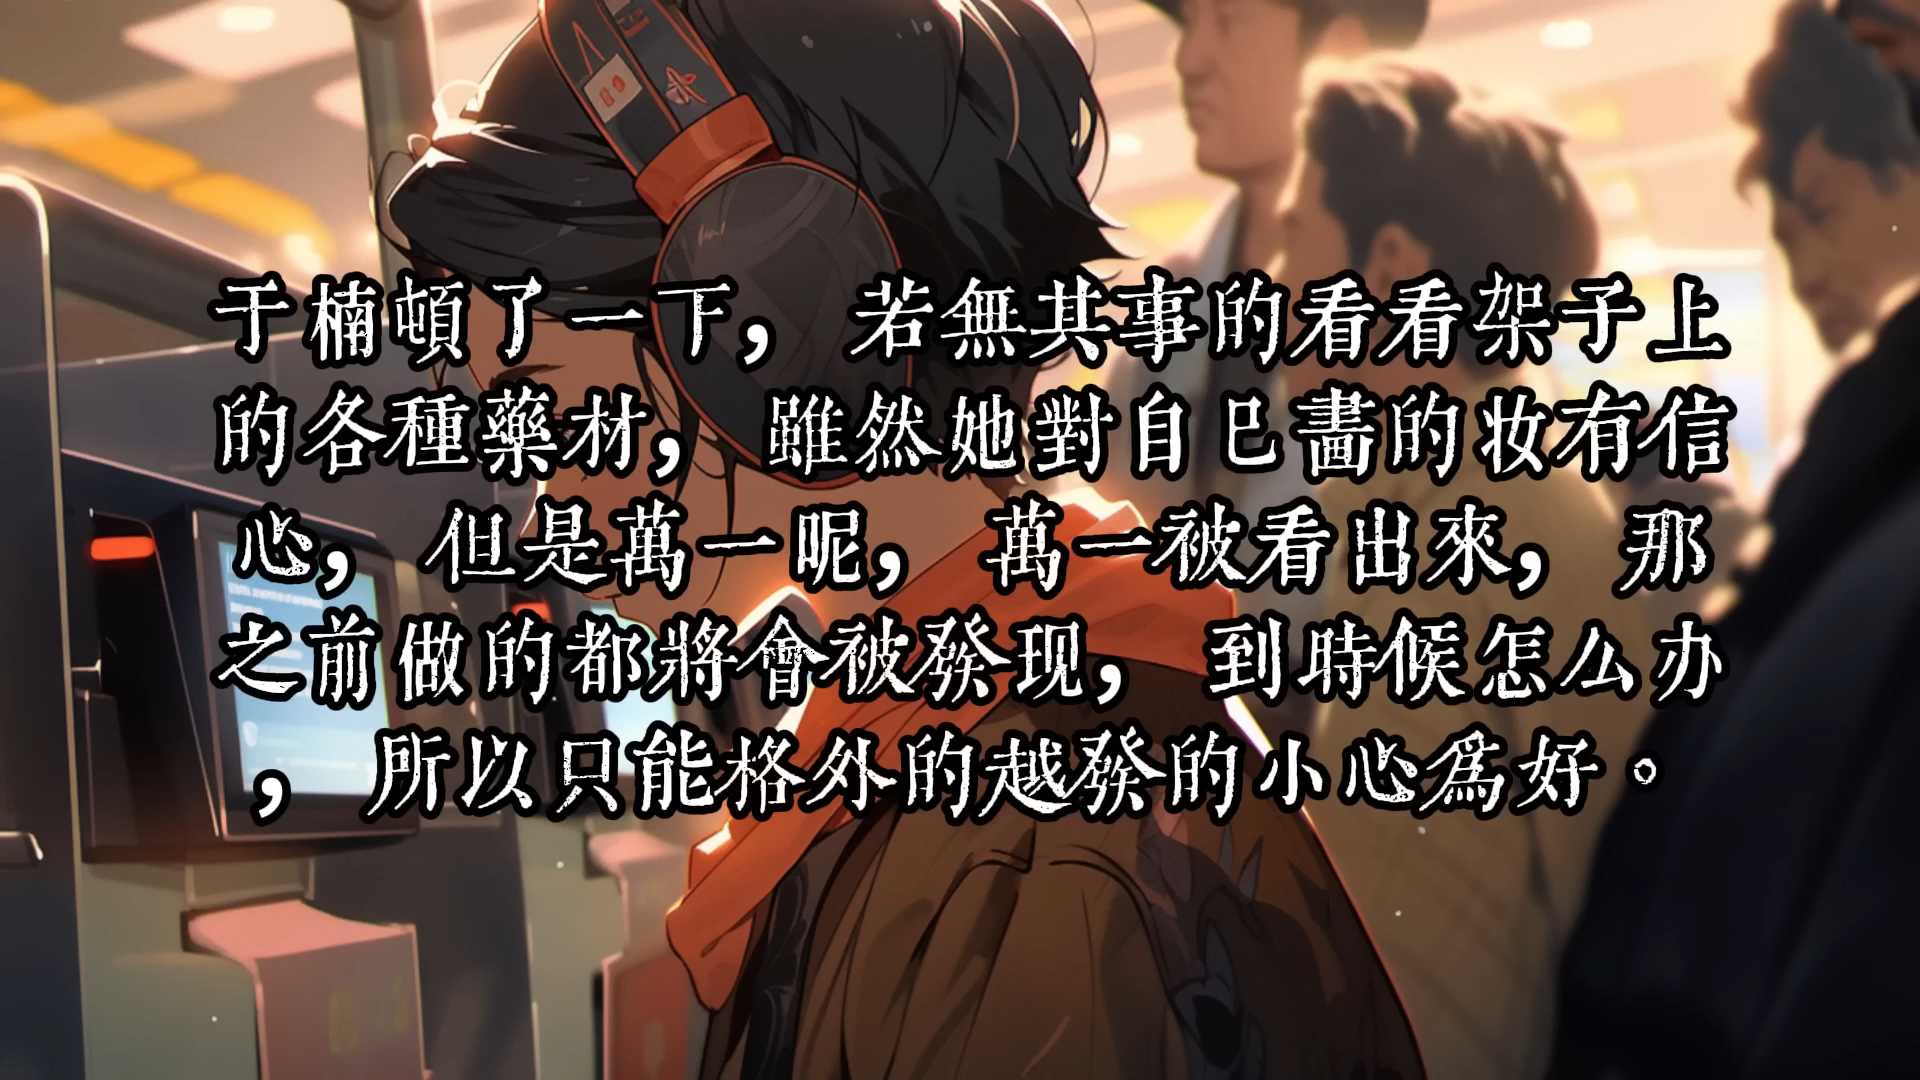 于楠頓了一下，若無其事的看看架子上
的各種藥材，雖然她對自已畵的妆有信
心，但是萬一呢，萬一被看出來，那
之前做的都將會被發现，到時候怎么办
，所以只能格外的越發的小心爲好。